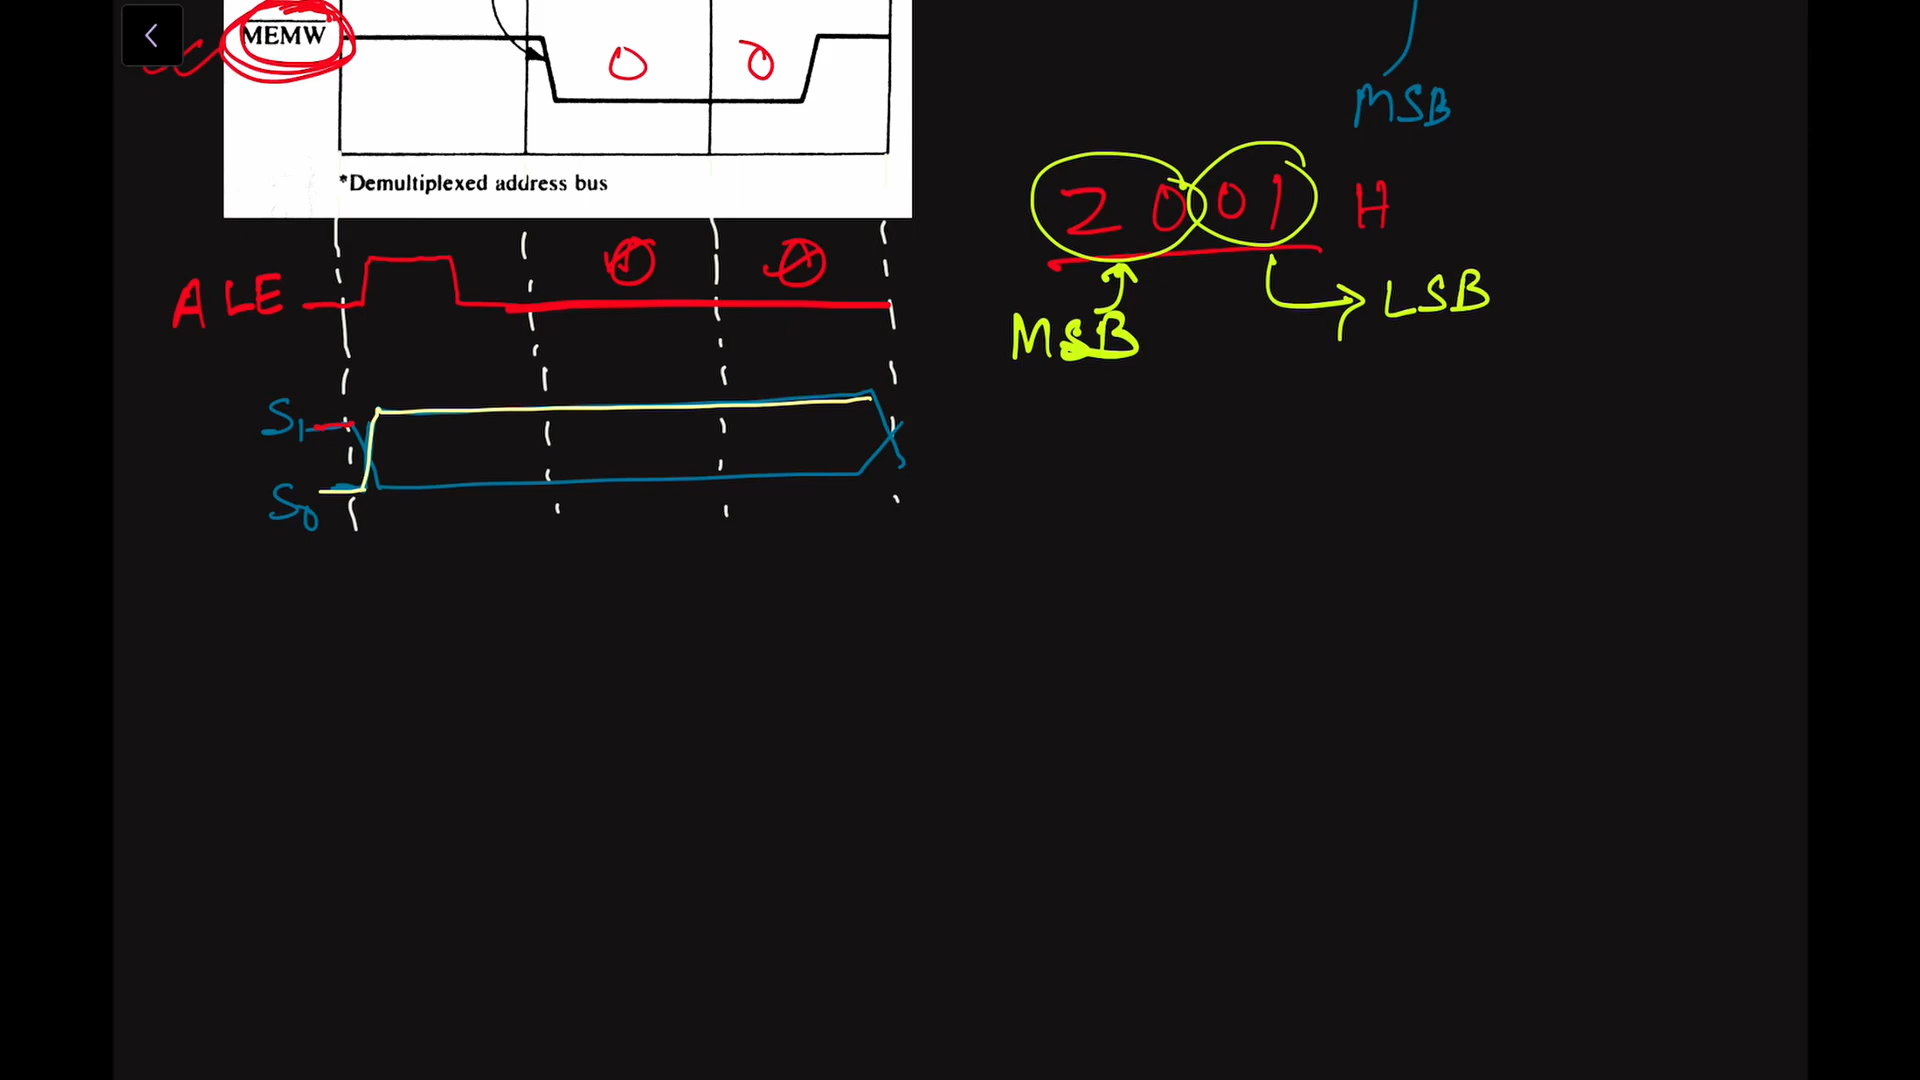 MEMW
0 0
MSB
2001 H
*Demultiplexed address bus
ALE
LSB
MSB
S1
S0